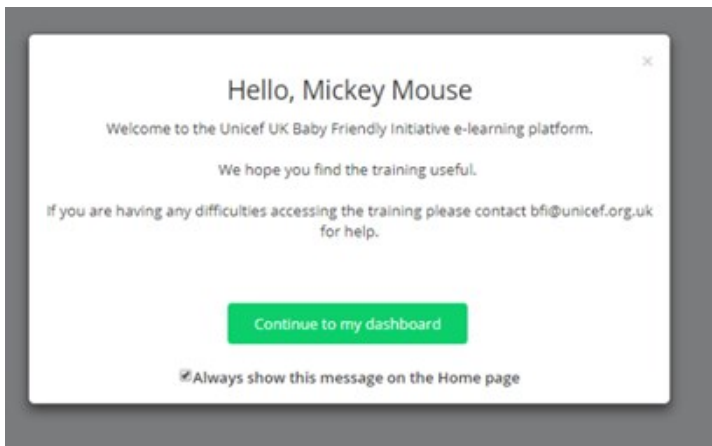 Hello, Mickey Mouse
Welcome to the Unicef UK Baby Friendly Initiative e-learning platform.
We hope you find the training useful.
If you are having any difficulties accessing the training please contact bfi@unicef.org.uk
for help.
Continue to my dashboard
Always show this message on the Home page